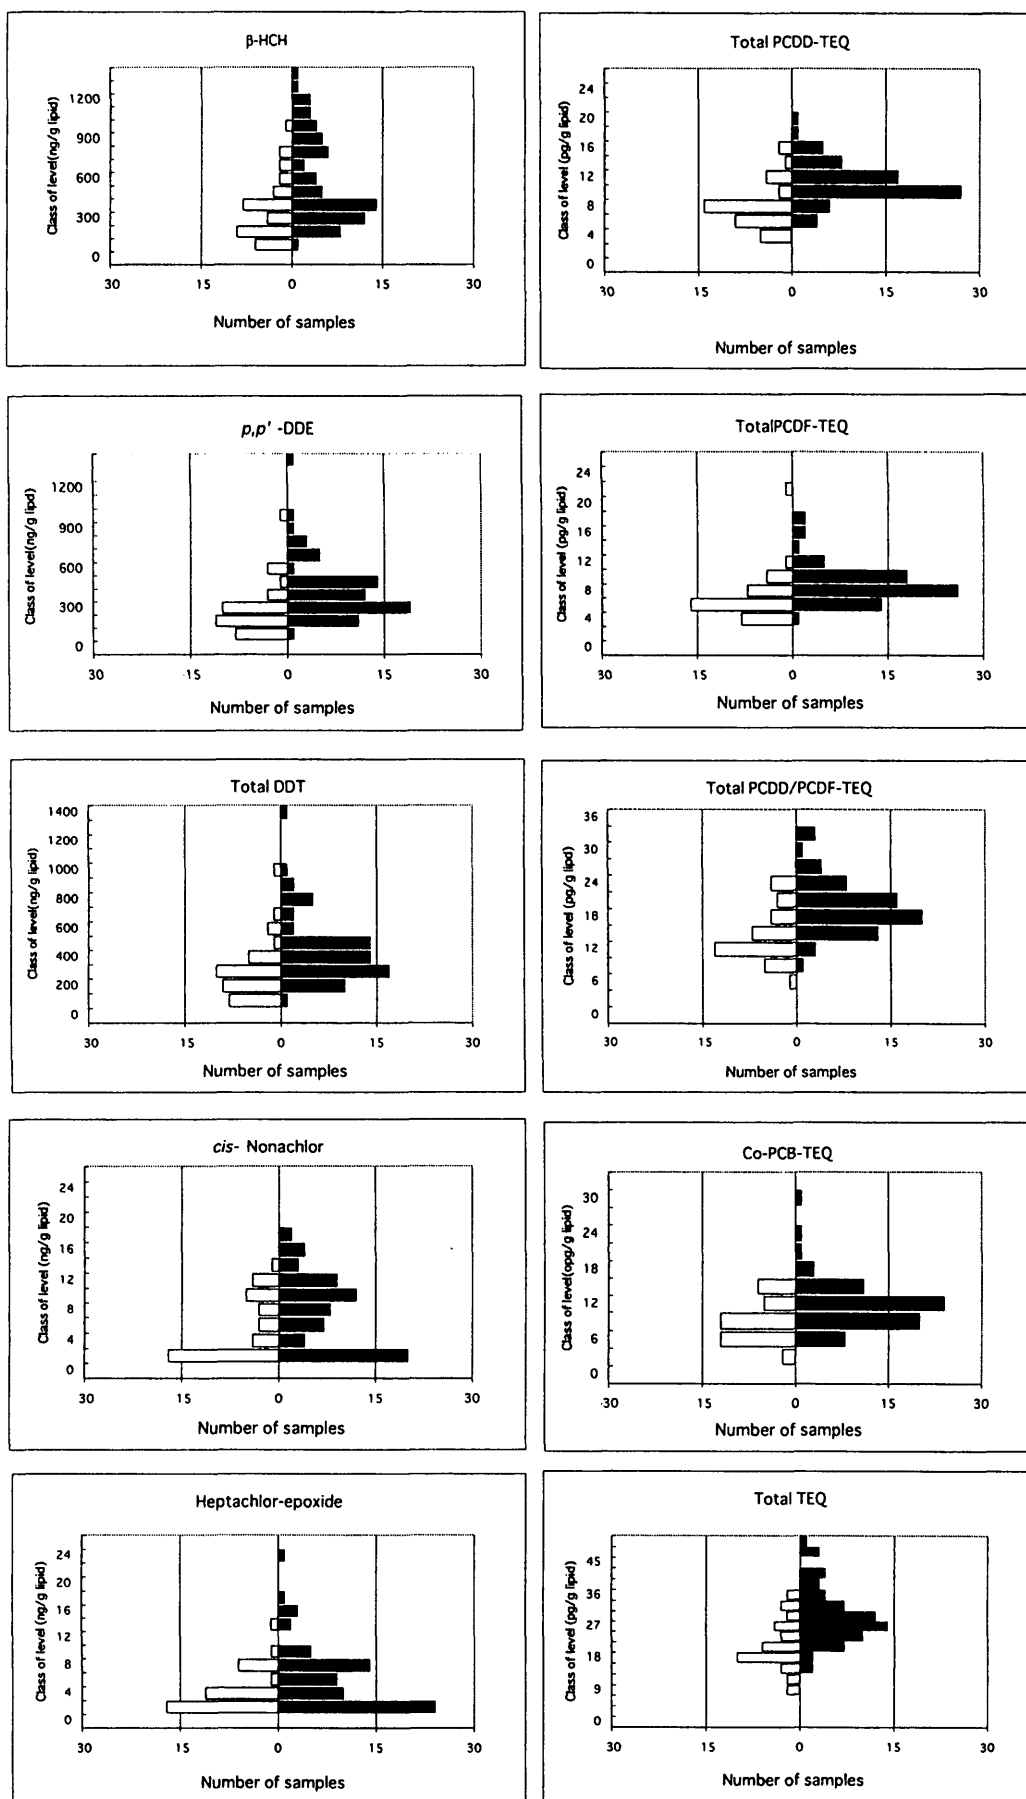 β-HCH
Class of level(ng/g lipid)
1200
900
600
300
0
30 15 0 15 30
Number of samples
Total PCDD-TEQ
Class of level (pg/g lipid)
24
20
16
12
8
4
0
30 15 0 15 30
Number of samples
p,p' -DDE
Class of level(ng/g lipd)
1200
900
600
300
0
30 15 0 15 30
Number of samples
TotalPCDF-TEQ
Class of level (pg/g lipid)
24
20
16
12
8
4
0
30 15 0 15 30
Number of samples
Total DDT
Class of level(ng/g lipid)
1400
1200
1000
800
600
400
200
0
30 15 0 15 30
Number of samples
Total PCDD/PCDF-TEQ
Class of level (pg/g lipd)
36
30
24
18
12
6
0
30 15 0 15 30
Number of samples
cis- Nonachlor
Class of level (ng/g lipid)
24
20
16
12
8
4
0
30 15 0 15 30
Number of samples
Co-PCB-TEQ
Class of level(opg/g lipid)
30
24
18
12
6
0
30 15 0 15 30
Number of samples
Heptachlor-epoxide
Class of level (ng/g lipid)
24
20
16
12
8
4
0
30 15 0 15 30
Number of samples
Total TEQ
Class of level (pg/g lipid)
45
36
27
18
9
0
30 15 0 15 30
Number of samples